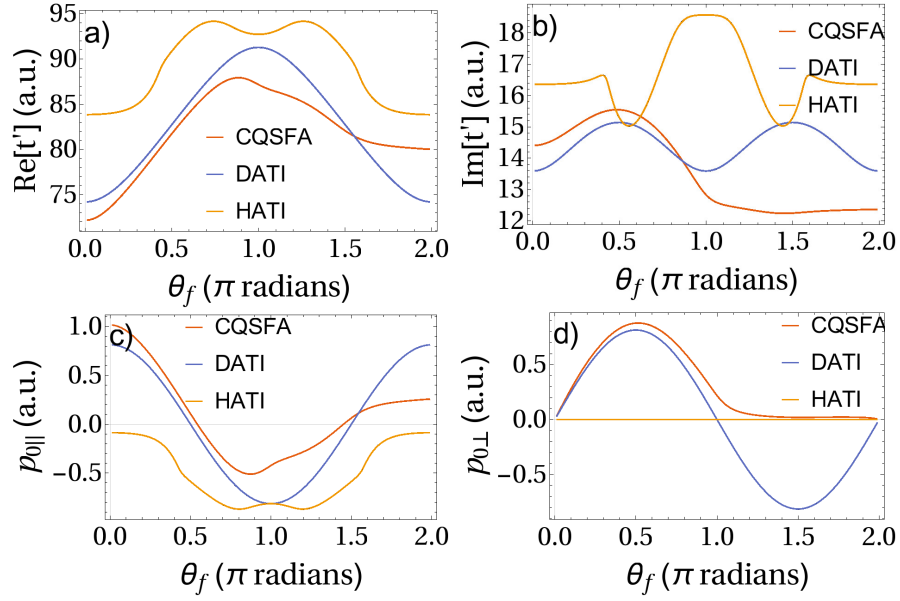 a)
Re[t'] (a.u.)
95
90
85
80
75
CQSFA
DATI
HATI
0.0 0.5 1.0 1.5 2.0
θf (π radians)
b)
Im[t'] (a.u.)
18
17
16
15
14
13
12
CQSFA
DATI
HATI
0.0 0.5 1.0 1.5 2.0
θf (π radians)
c)
p0∥ (a.u.)
1.0
0.5
0.0
−0.5
CQSFA
DATI
HATI
0.0 0.5 1.0 1.5 2.0
θf (π radians)
d)
p0⊥ (a.u.)
0.5
0.0
−0.5
CQSFA
DATI
HATI
0.0 0.5 1.0 1.5 2.0
θf (π radians)